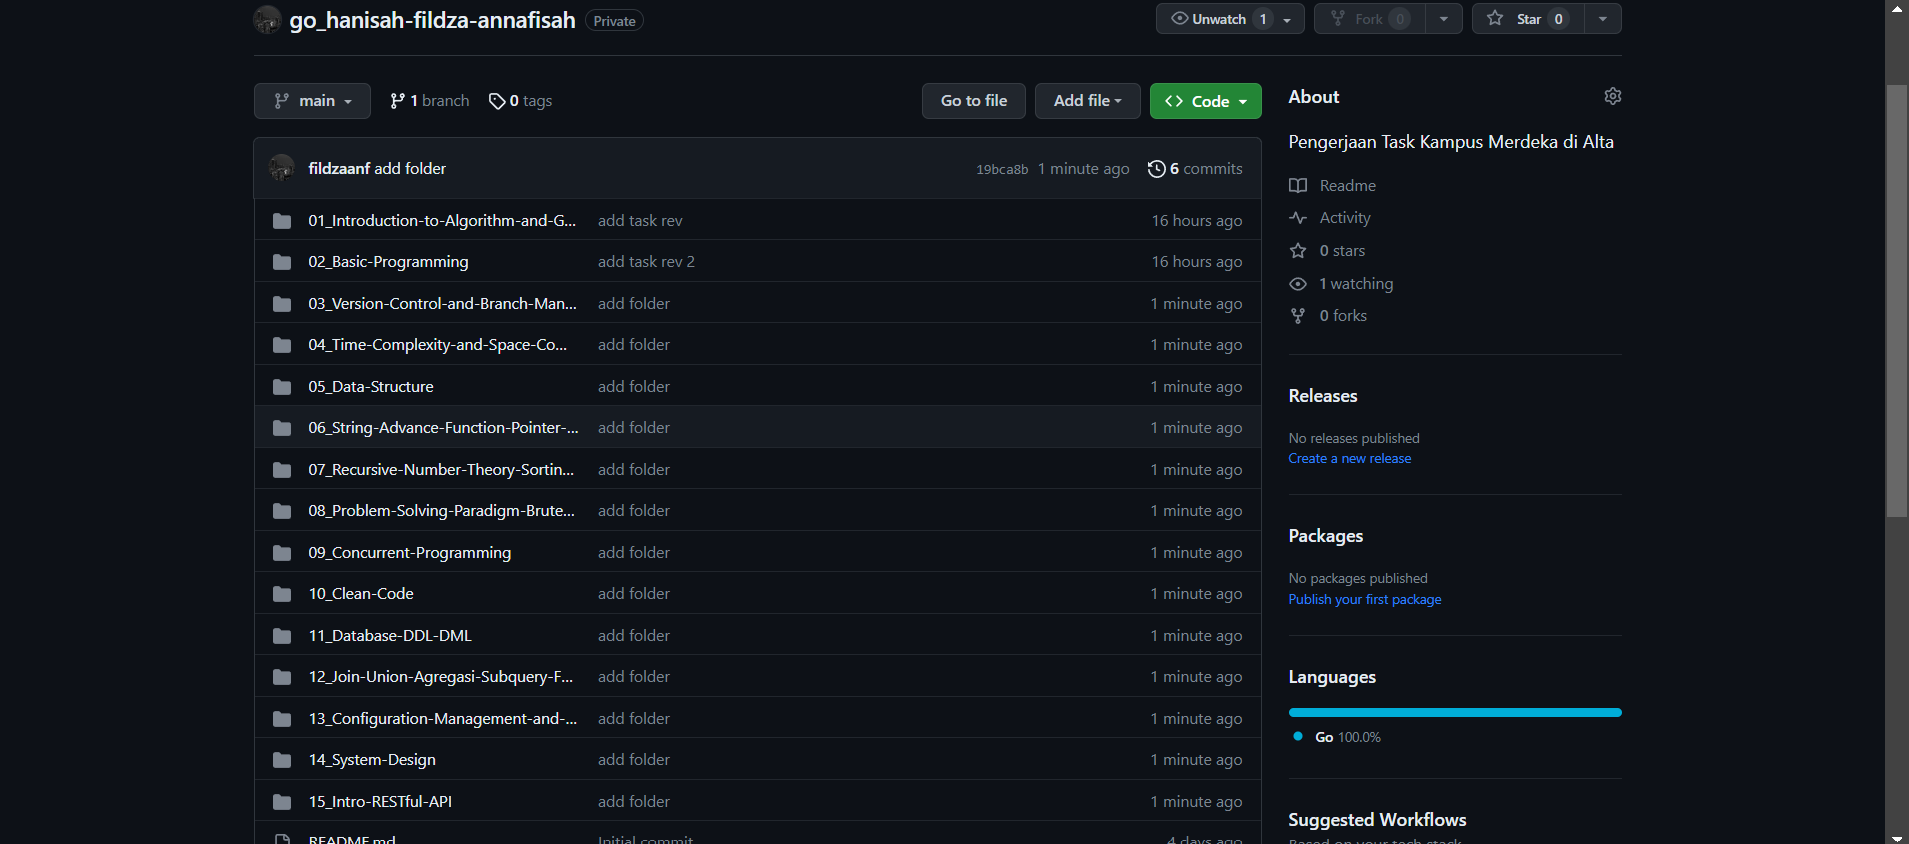 go_hanisah-fildza-annafisah Private
Unwatch 1 Fork 0 Star 0
main 1 branch 0 tags
Go to file Add file Code
fildzaanf add folder 19bca8b 1 minute ago 6 commits
01_Introduction-to-Algorithm-and-G... add task rev 16 hours ago
02_Basic-Programming add task rev 2 16 hours ago
03_Version-Control-and-Branch-Man... add folder 1 minute ago
04_Time-Complexity-and-Space-Co... add folder 1 minute ago
05_Data-Structure add folder 1 minute ago
06_String-Advance-Function-Pointer-... add folder 1 minute ago
07_Recursive-Number-Theory-Sortin... add folder 1 minute ago
08_Problem-Solving-Paradigm-Brute... add folder 1 minute ago
09_Concurrent-Programming add folder 1 minute ago
10_Clean-Code add folder 1 minute ago
11_Database-DDL-DML add folder 1 minute ago
12_Join-Union-Agregasi-Subquery-F... add folder 1 minute ago
13_Configuration-Management-and-... add folder 1 minute ago
14_System-Design add folder 1 minute ago
15_Intro-RESTful-API add folder 1 minute ago
README.md Initial commit 4 days ago
About
Pengerjaan Task Kampus Merdeka di Alta
Readme
Activity
0 stars
1 watching
0 forks
Releases
No releases published
Create a new release
Packages
No packages published
Publish your first package
Languages
Go 100.0%
Suggested Workflows
Based on your tech stack